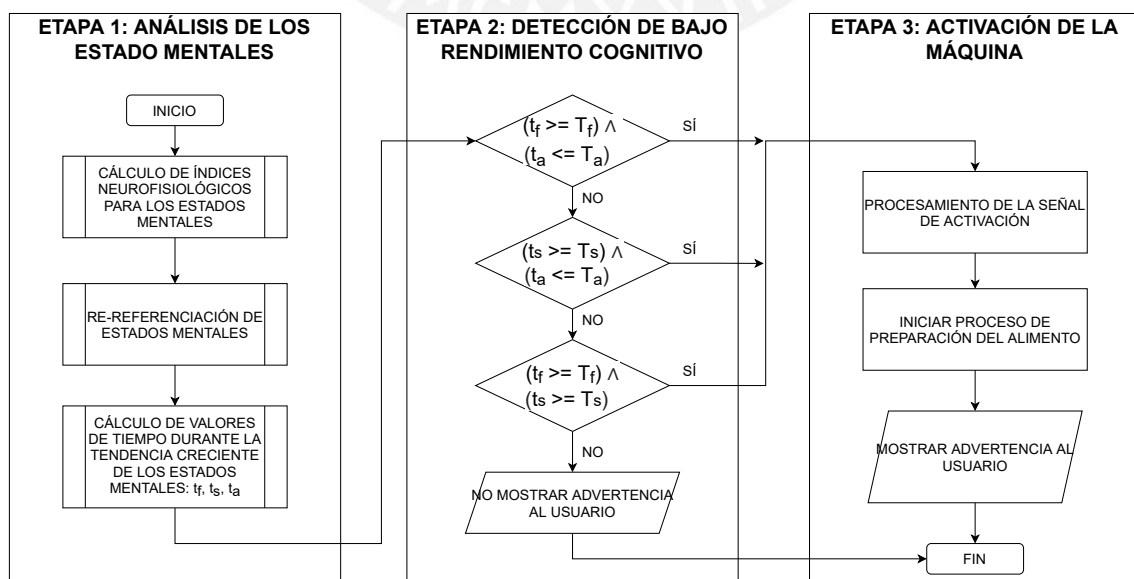 ETAPA 1: ANÁLISIS DE LOS
ESTADO MENTALES
INICIO
CÁLCULO DE ÍNDICES
NEUROFISIOLÓGICOS
PARA LOS ESTADOS
MENTALES
RE-REFERENCIACIÓN DE
ESTADOS MENTALES
CÁLCULO DE VALORES
DE TIEMPO DURANTE LA
TENDENCIA CRECIENTE
DE LOS ESTADOS
MENTALES: tf, ts, ta
ETAPA 2: DETECCIÓN DE BAJO
RENDIMIENTO COGNITIVO
(tf >= Tf) ∧
(ta <= Ta)
SÍ
NO
(ts >= Ts) ∧
(ta <= Ta)
SÍ
NO
(tf >= Tf) ∧
(ts >= Ts)
SÍ
NO
NO MOSTRAR ADVERTENCIA
AL USUARIO
ETAPA 3: ACTIVACIÓN DE LA
MÁQUINA
PROCESAMIENTO DE LA SEÑAL
DE ACTIVACIÓN
INICIAR PROCESO DE
PREPARACIÓN DEL ALIMENTO
MOSTRAR ADVERTENCIA AL
USUARIO
FIN